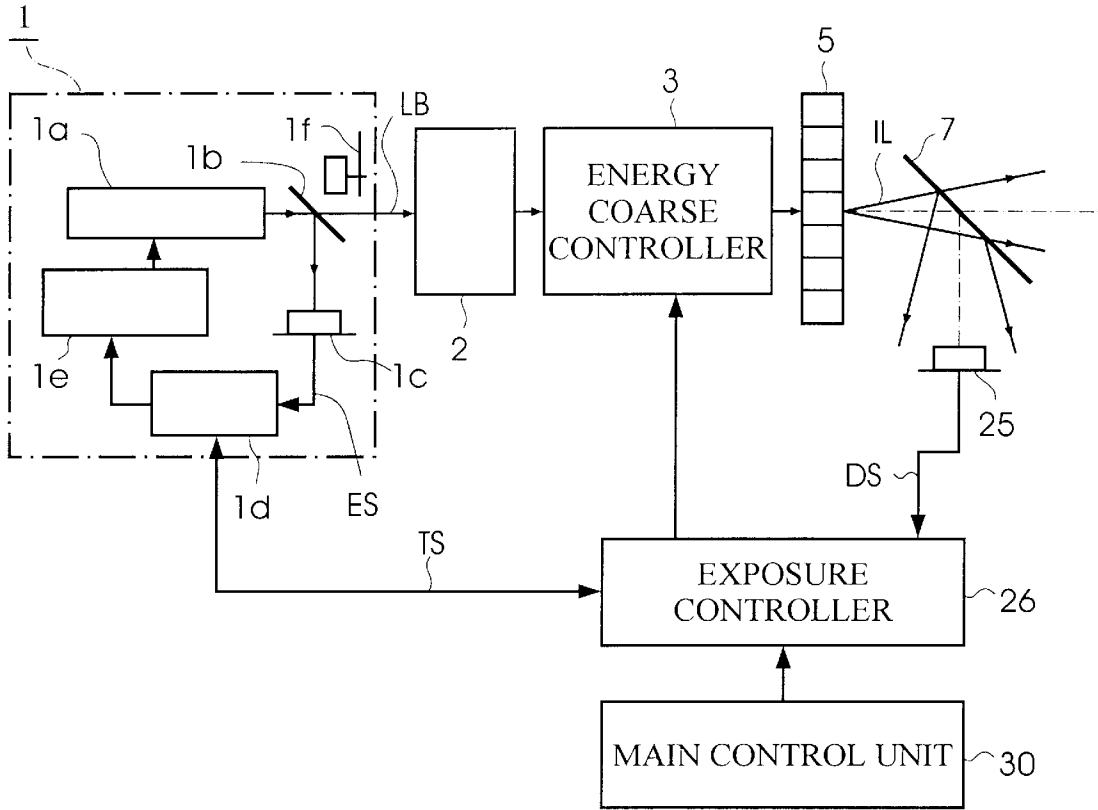 1
1a
1b
1f
LB
3
5
IL
7
ENERGY
COARSE
CONTROLLER
1e
1c
2
25
1d
ES
DS
TS
EXPOSURE
CONTROLLER
26
MAIN CONTROL UNIT
30